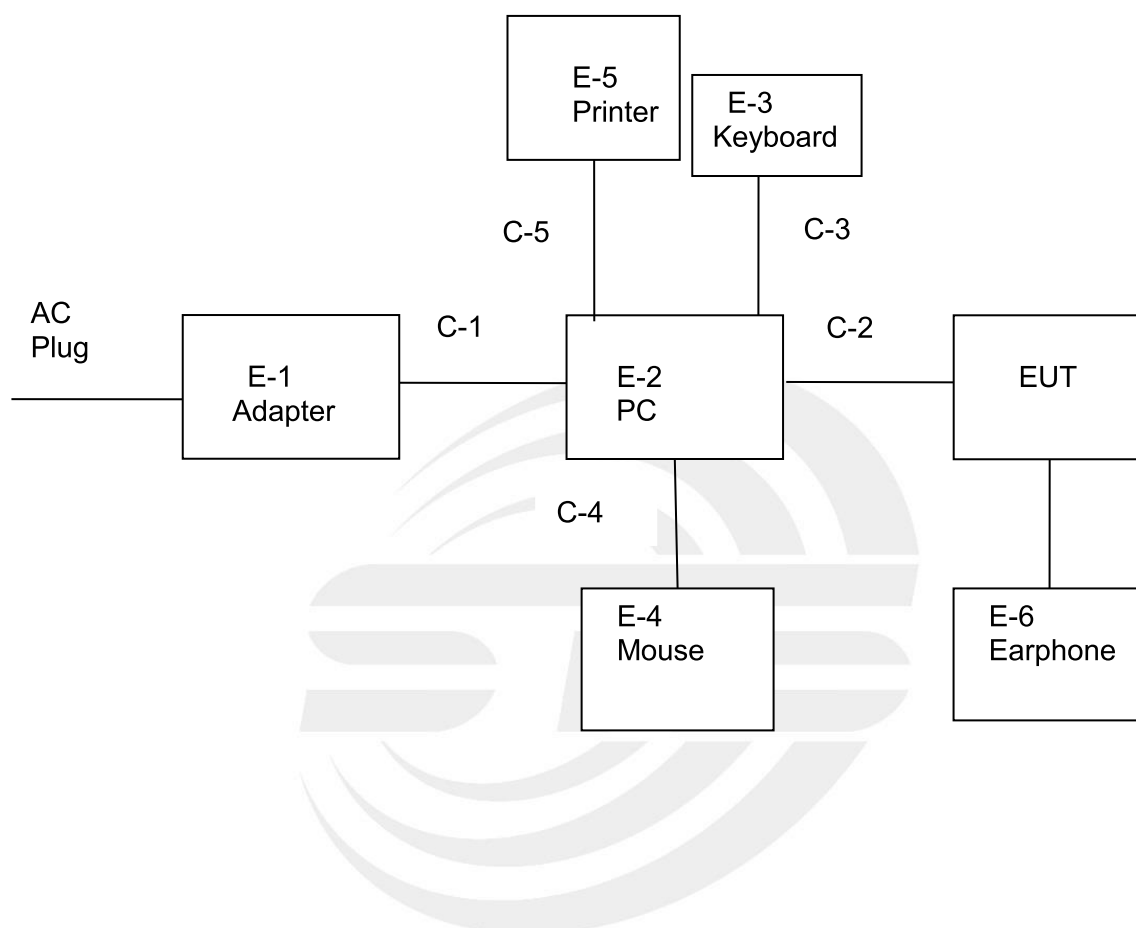 E-5
Printer
E-3
Keyboard
C-5
C-3
AC
Plug
C-1
C-2
E-1
Adapter
E-2
PC
EUT
C-4
E-4
Mouse
E-6
Earphone